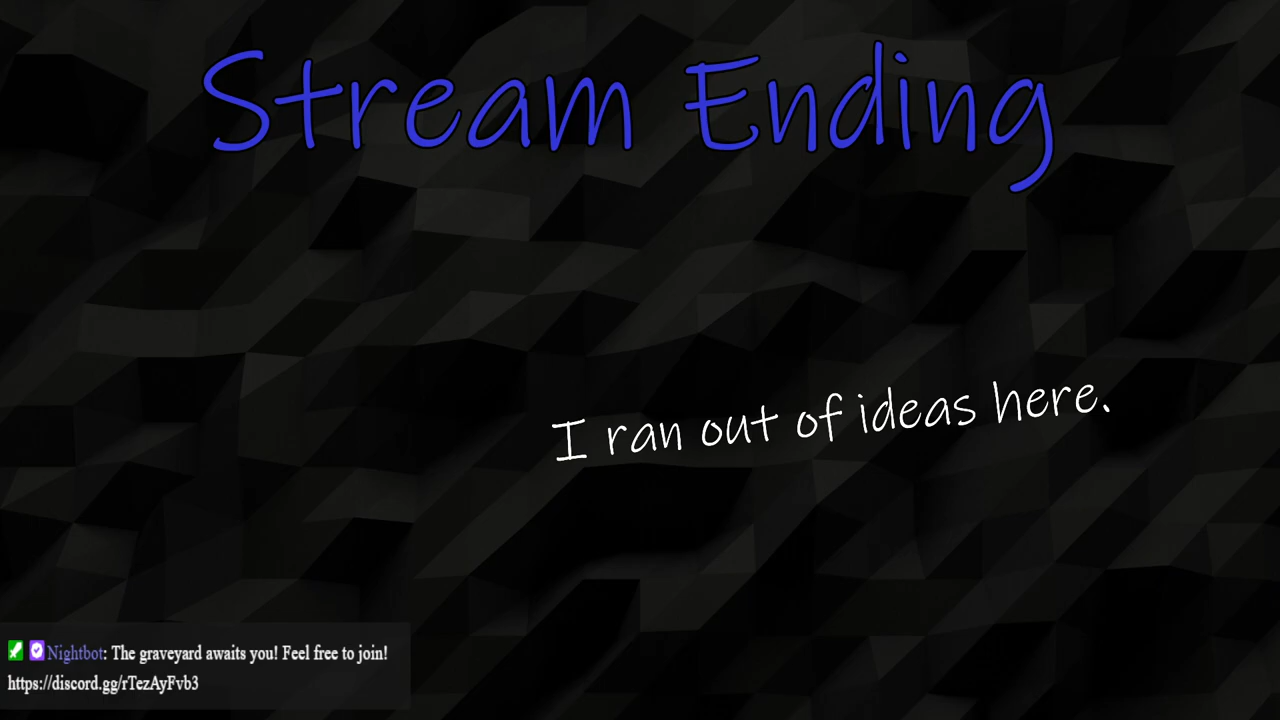 Stream Ending
I ran out of ideas here.
Nightbot: The graveyard awaits you! Feel free to join!
https://discord.gg/rTezAyFvb3